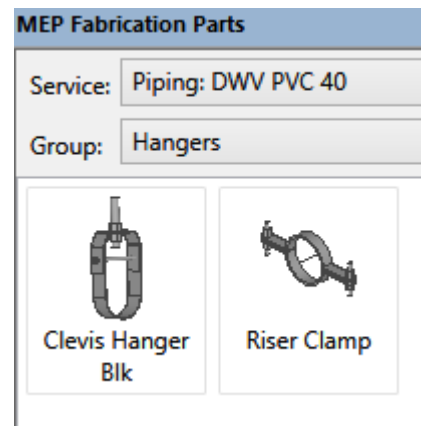 MEP Fabrication Parts
Service: Piping: DWV PVC 40
Group: Hangers
Clevis Hanger Blk
Riser Clamp